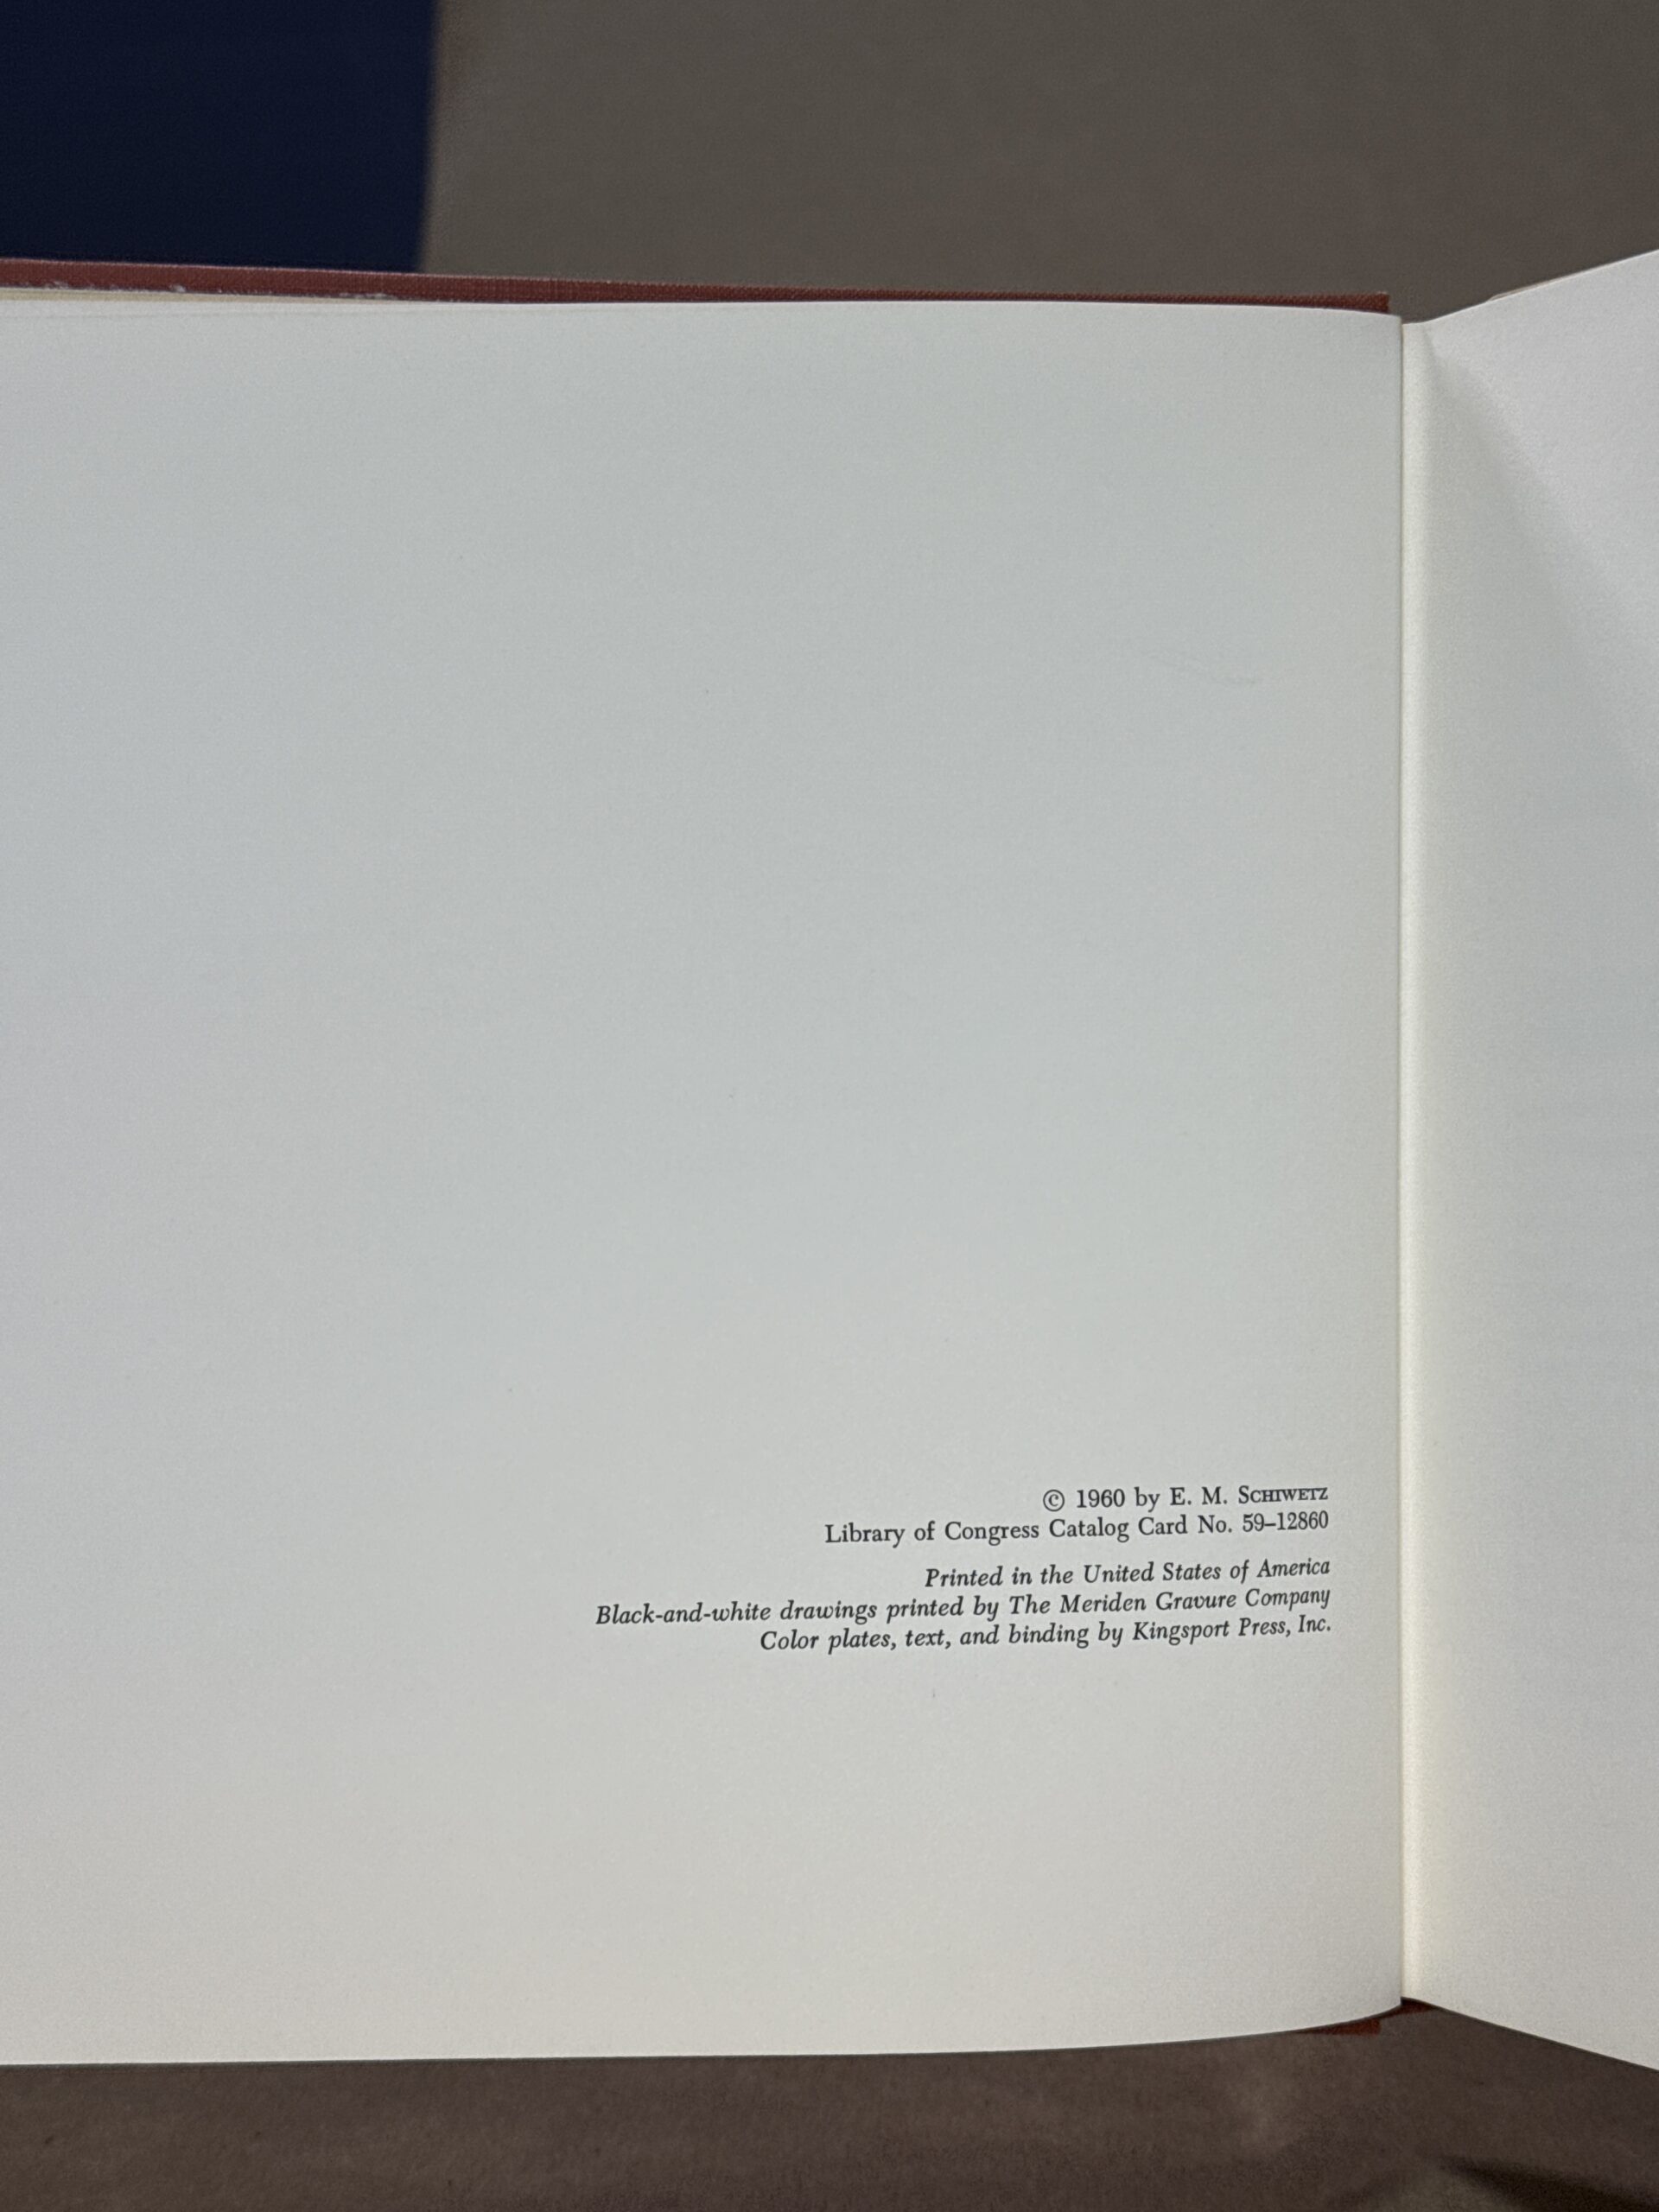 © 1960 by E. M. Schiwetz
Library of Congress Catalog Card No. 59–12860
Printed in the United States of America
Black-and-white drawings printed by The Meriden Gravure Company
Color plates, text, and binding by Kingsport Press, Inc.